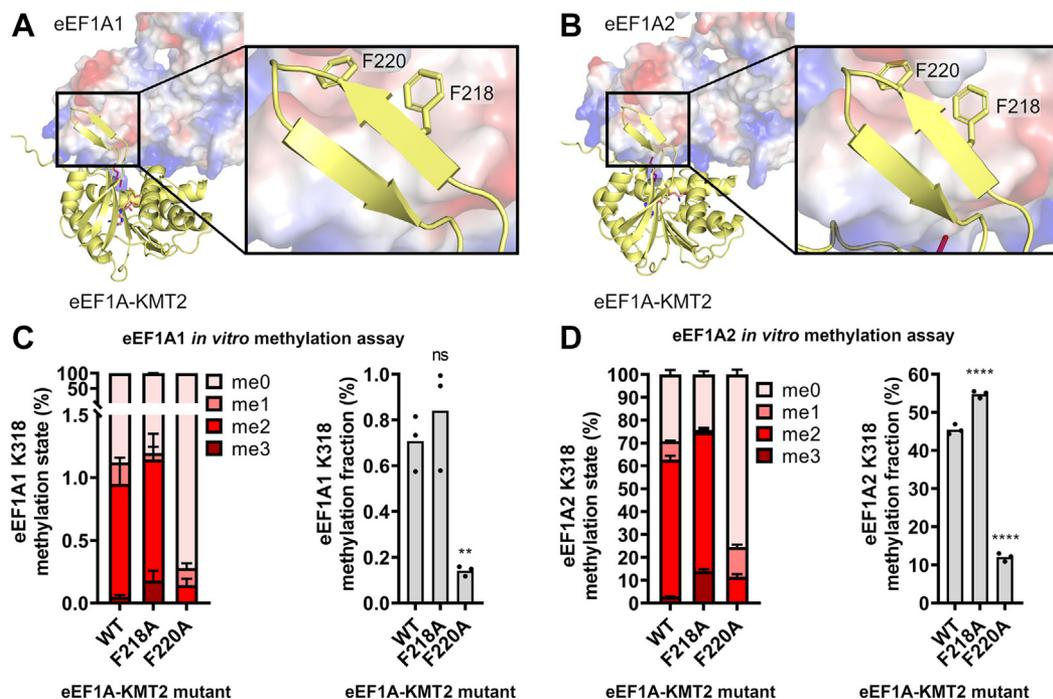 A
eEF1A1
F220
F218
eEF1A-KMT2
B
eEF1A2
F220
F218
eEF1A-KMT2
C
eEF1A1 in vitro methylation assay
eEF1A1 K318
methylation state (%)
100
50
1.5
1.0
0.5
0.0
WT
F218A
F220A
me0
me1
me2
me3
eEF1A1 K318
methylation fraction (%)
1.0
0.8
0.6
0.4
0.2
0.0
ns
**
WT
F218A
F220A
eEF1A-KMT2 mutant
eEF1A-KMT2 mutant
D
eEF1A2 in vitro methylation assay
eEF1A2 K318
methylation state (%)
100
90
80
70
60
50
40
30
20
10
0
WT
F218A
F220A
me0
me1
me2
me3
eEF1A2 K318
methylation fraction (%)
60
50
40
30
20
10
0
****
****
WT
F218A
F220A
eEF1A-KMT2 mutant
eEF1A-KMT2 mutant